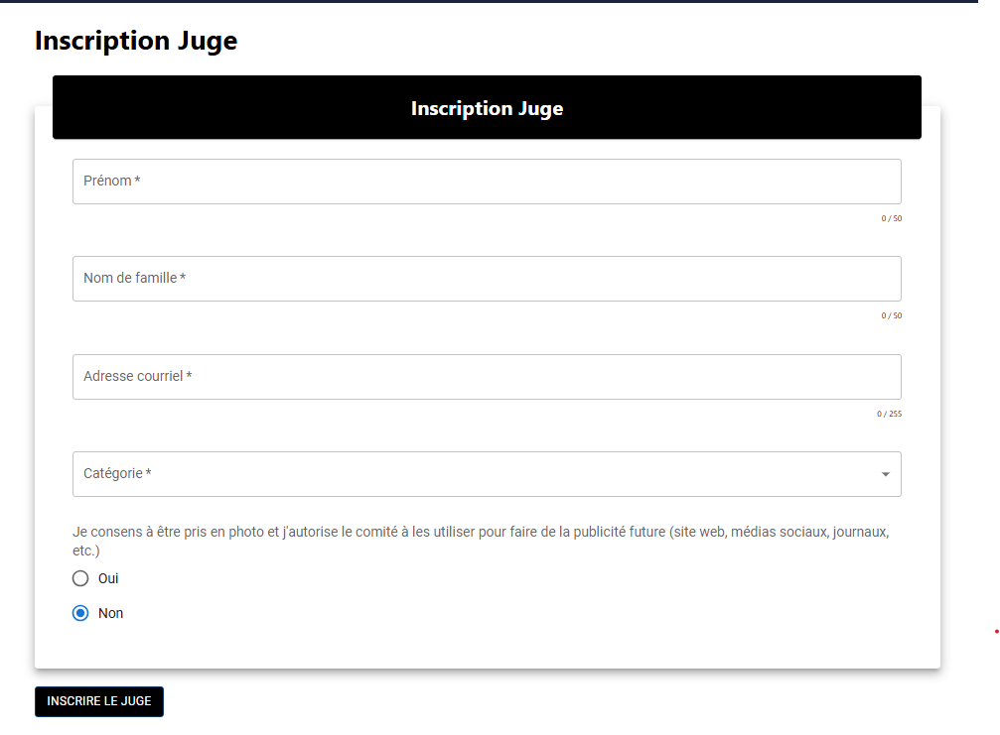 Inscription Juge
Inscription Juge
Prénom *
0 / 50
Nom de famille *
0 / 50
Adresse courriel *
0 / 255
Catégorie *
Je consens à être pris en photo et j'autorise le comité à les utiliser pour faire de la publicité future (site web, médias sociaux, journaux,
etc.)
Oui
Non
INSCRIRE LE JUGE